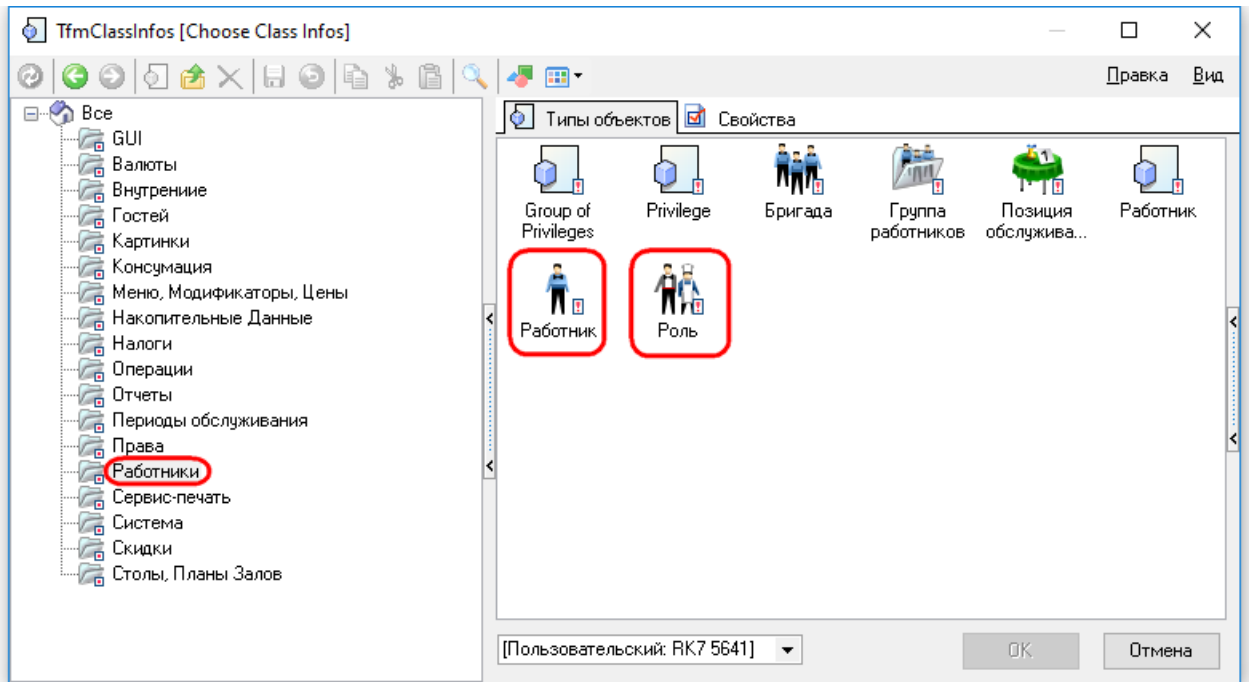 TfmClassInfos [Choose Class Infos]
Правка Вид
Все
GUI
Валюты
Внутренние
Гостей
Картинки
Консумация
Меню, Модификаторы, Цены
Накопительные Данные
Налоги
Операции
Отчеты
Периоды обслуживания
Права
Работники
Сервис-печать
Система
Скидки
Столы, Планы Залов
Типы объектов Свойства
Group of Privileges
Privilege
Бригада
Группа работников
Позиция обслужива...
Работник
Работник
Роль
[Пользовательский: RK7 5641]
OK
Отмена